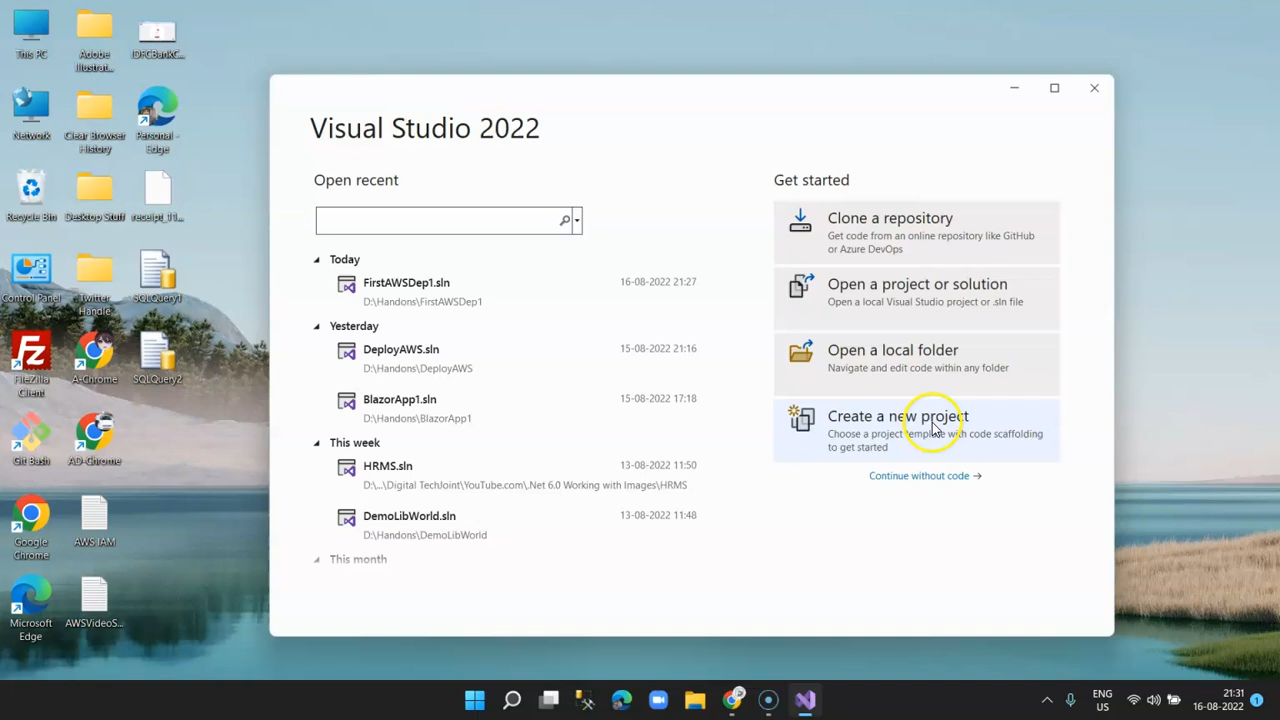 This PC
Adobe
Illustrat...
IDFCBankC...
Network
Clear Browser
History
Personal -
Edge
Recycle Bin
Desktop Stuff
receipt_11...
Control Panel
Twitter
Handle
SQLQuery1
FileZilla
Client
A-Chrome
SQLQuery2
Git Bash
AD-Chrome
Google
Chrome
AWS IAM
Microsoft
Edge
AWSVideoS...
Visual Studio 2022
Open recent
Today
FirstAWSDep1.sln
16-08-2022 21:27
D:\Handons\FirstAWSDep1
Yesterday
DeployAWS.sln
15-08-2022 21:16
D:\Handons\DeployAWS
BlazorApp1.sln
15-08-2022 17:18
D:\Handons\BlazorApp1
This week
HRMS.sln
13-08-2022 11:50
D:\...\Digital TechJoint\YouTube.com\.Net 6.0 Working with Images\HRMS
DemoLibWorld.sln
13-08-2022 11:48
D:\Handons\DemoLibWorld
This month
Get started
Clone a repository
Get code from an online repository like GitHub
or Azure DevOps
Open a project or solution
Open a local Visual Studio project or .sln file
Open a local folder
Navigate and edit code within any folder
Create a new project
Choose a project template with code scaffolding
to get started
Continue without code →
ENG
US
21:31
16-08-2022
1